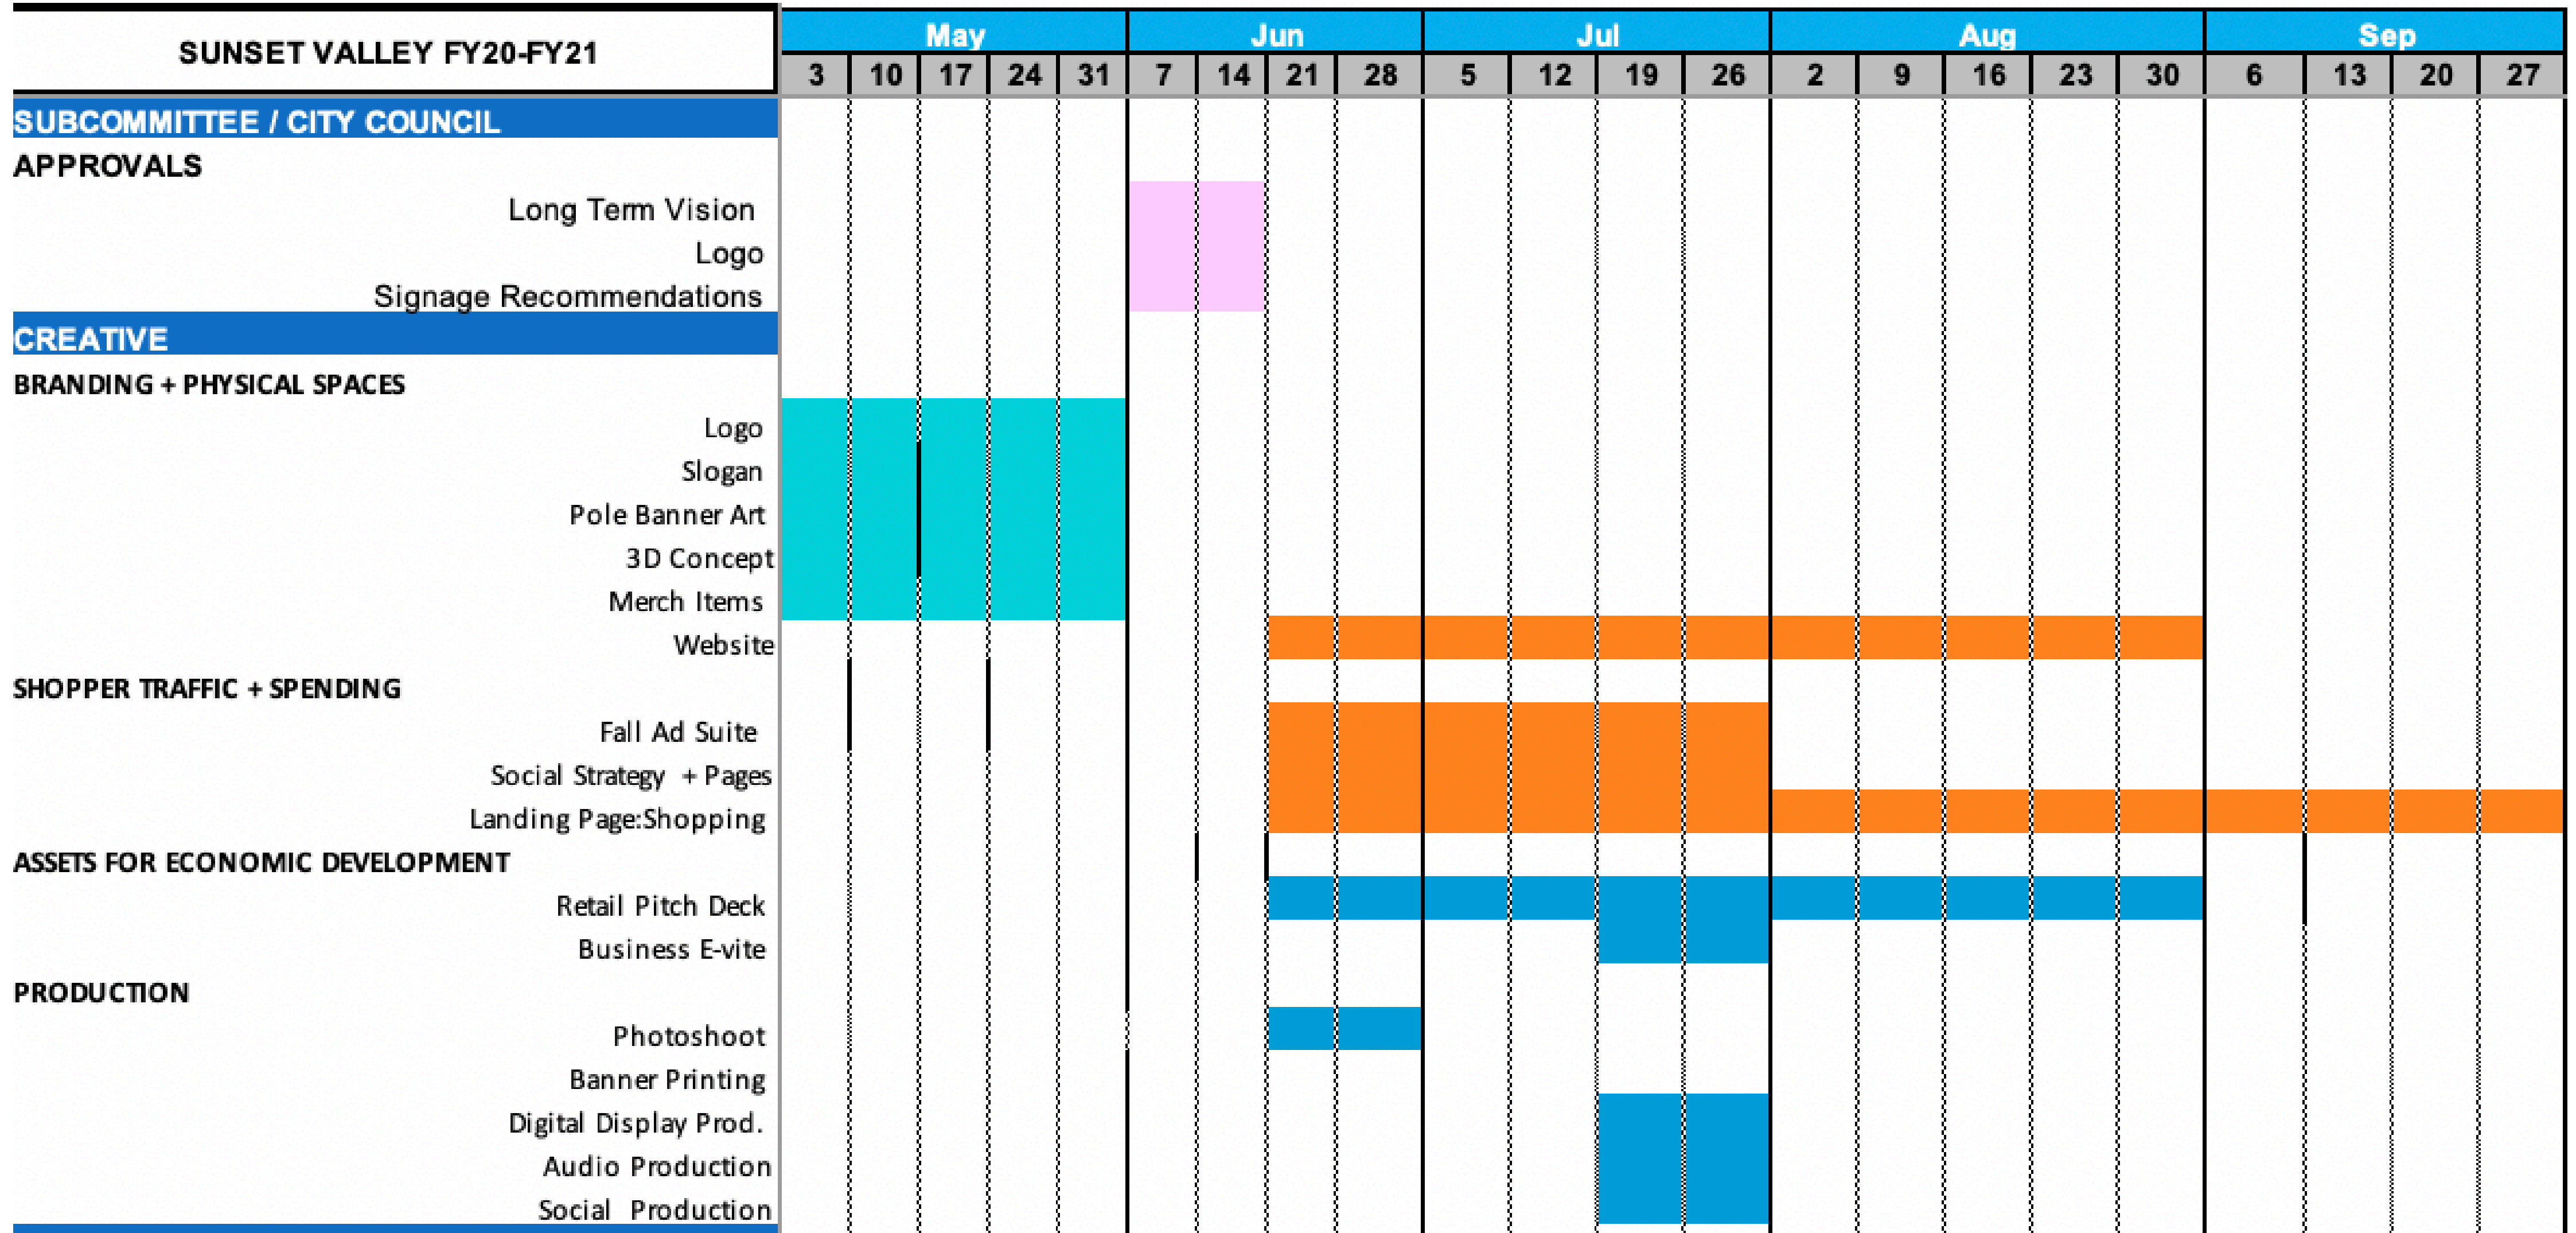 SUNSET VALLEY FY20-FY21
May Jun Jul Aug Sep
3 10 17 24 31 7 14 21 28 5 12 19 26 2 9 16 23 30 6 13 20 27
SUBCOMMITTEE / CITY COUNCIL
APPROVALS
Long Term Vision
Logo
Signage Recommendations
CREATIVE
BRANDING + PHYSICAL SPACES
Logo
Slogan
Pole Banner Art
3D Concept
Merch Items
Website
SHOPPER TRAFFIC + SPENDING
Fall Ad Suite
Social Strategy + Pages
Landing Page:Shopping
ASSETS FOR ECONOMIC DEVELOPMENT
Retail Pitch Deck
Business E-vite
PRODUCTION
Photoshoot
Banner Printing
Digital Display Prod.
Audio Production
Social Production